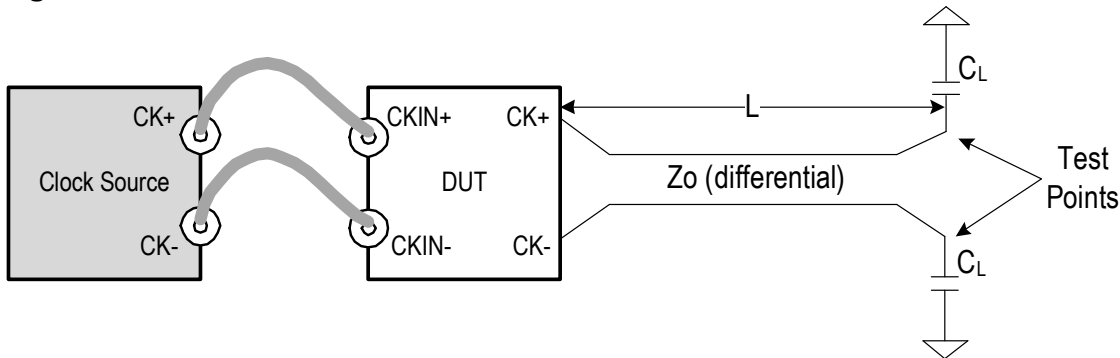 CL
CK+
CKIN+
CK+
L
Clock Source
DUT
Zo (differential)
Test
Points
CK-
CKIN-
CK-
CL